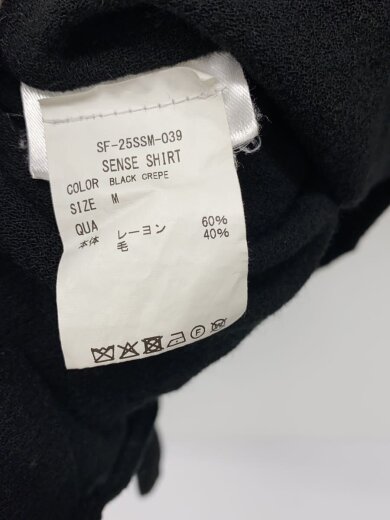 SF-25SSM-039
SENSE SHIRT
COLOR BLACK CREPE
SIZE M
QUA 60%
本体 レーヨン 40%
毛